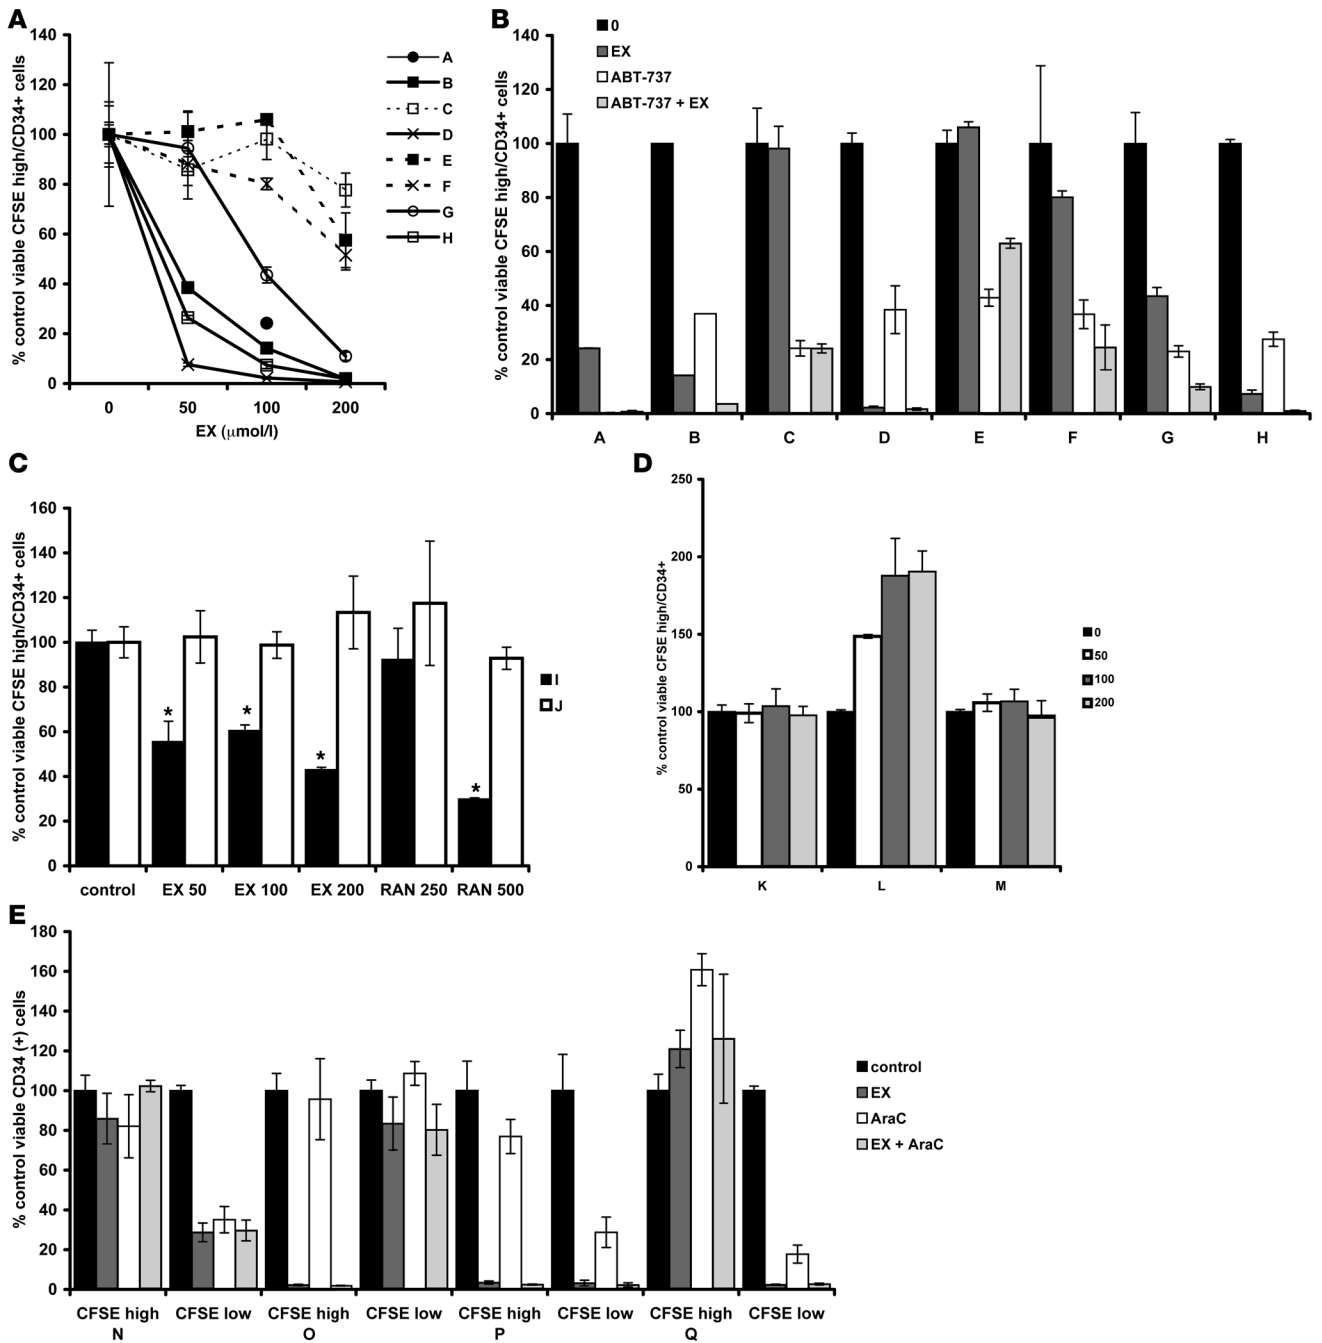 A
% control viable CFSE high/CD34+ cells
140
120
100
80
60
40
20
0
0 50 100 200
EX (μmol/l)
A
B
C
D
E
F
G
H
B
% control viable CFSE high/CD34+ cells
140
120
100
80
60
40
20
0
0
EX
ABT-737
ABT-737 + EX
A B C D E F G H
C
% control viable CFSE high/CD34+ cells
160
140
120
100
80
60
40
20
0
* * * *
control EX 50 EX 100 EX 200 RAN 250 RAN 500
I
J
D
% control viable CFSE high/CD34+
250
200
150
100
50
0
K L M
0
50
100
200
E
% control viable CD34 (+) cells
180
160
140
120
100
80
60
40
20
0
CFSE high CFSE low CFSE high CFSE low CFSE high CFSE low CFSE high CFSE low
N O P Q
control
EX
AraC
EX + AraC